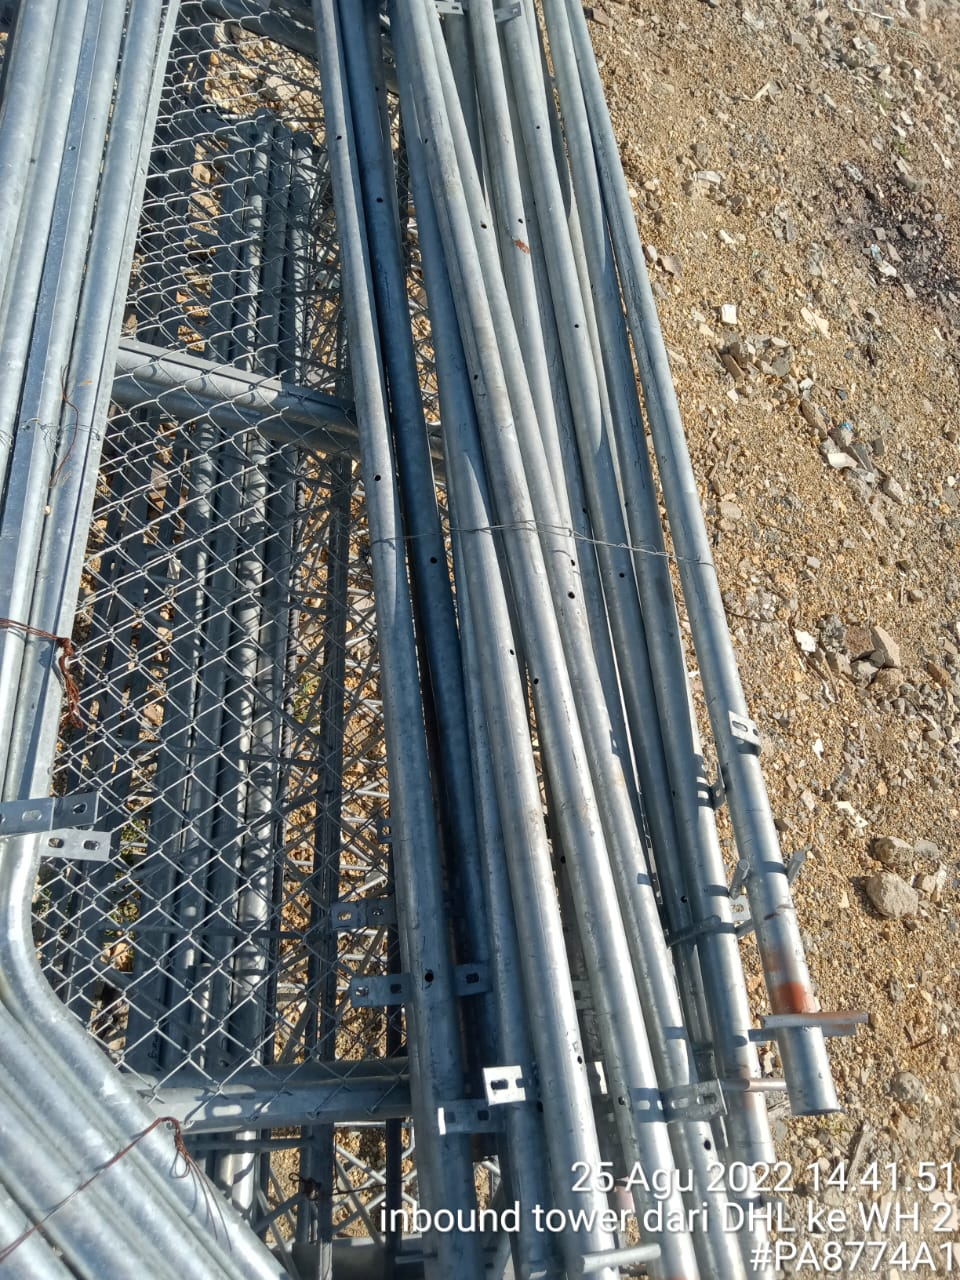 25 Agu 2022 14.41.51
inbound tower dari DHL ke WH 2
#PA8774A1